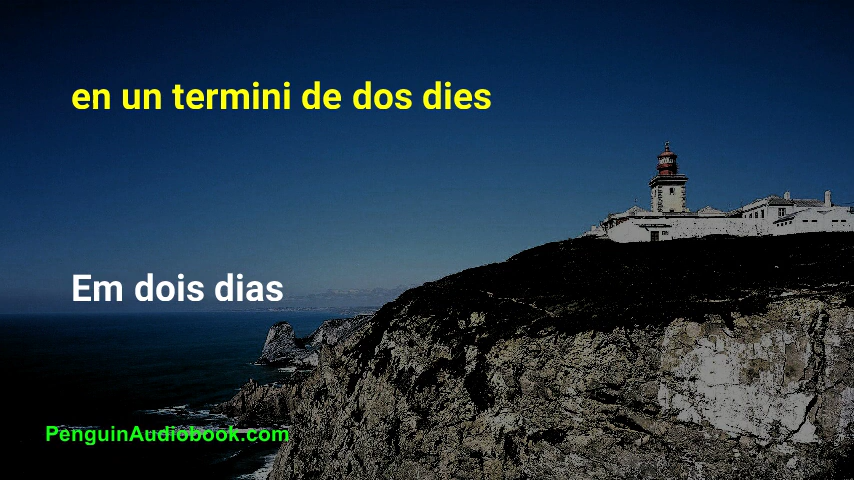 en un termini de dos dies
Em dois dias
PenguinAudiobook.com